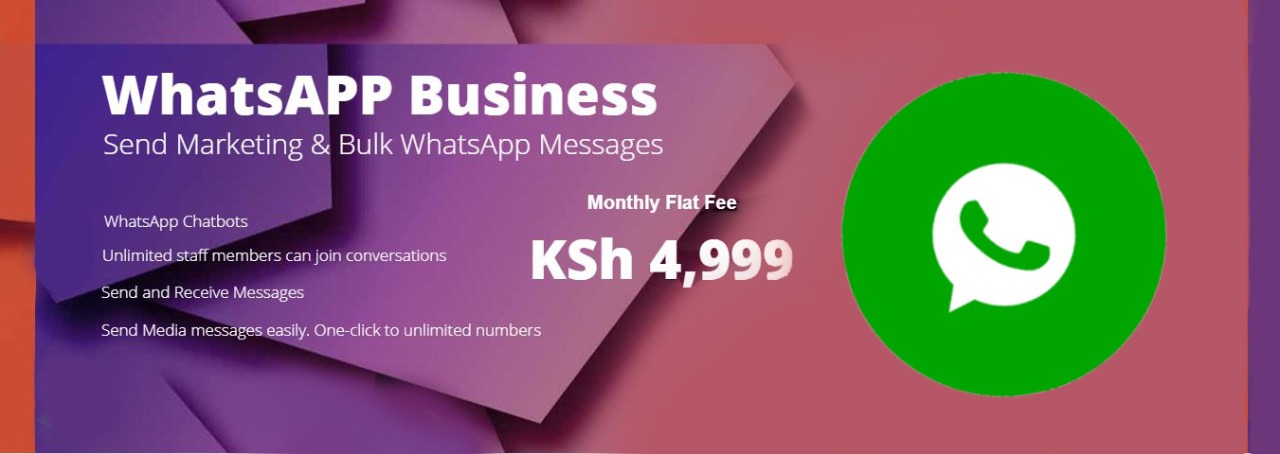 WhatsAPP Business
Send Marketing & Bulk WhatsApp Messages
Monthly Flat Fee
KSh 4,999
WhatsApp Chatbots
Unlimited staff members can join conversations
Send and Receive Messages
Send Media messages easily. One-click to unlimited numbers